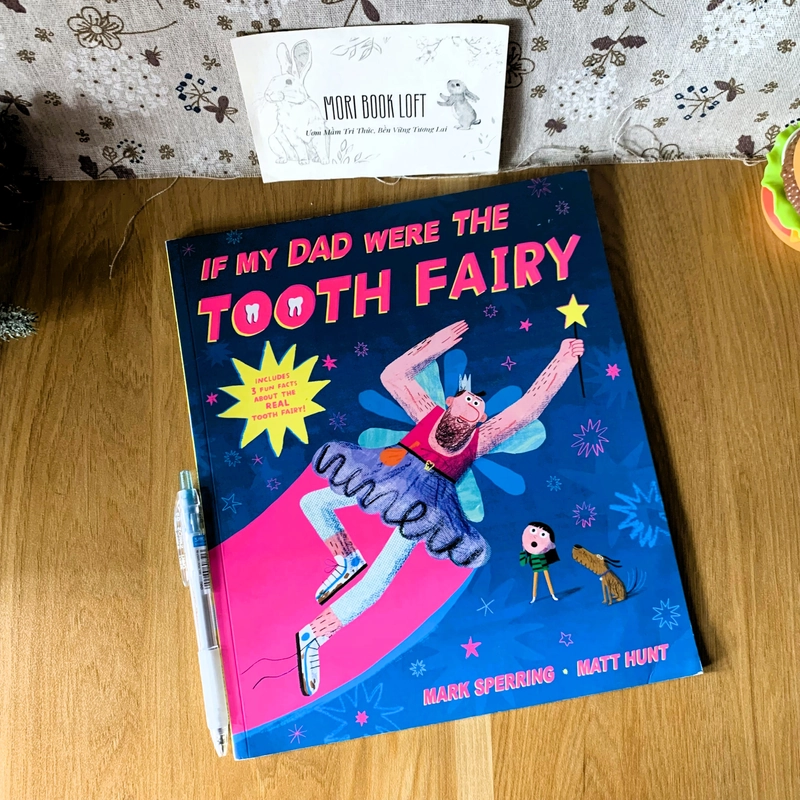 MORI BOOK LOFT
Ươm Mầm Tri Thức, Bền Vững Tương Lai
IF MY DAD WERE THE
TOOTH FAIRY
INCLUDES
3 FUN FACTS
ABOUT THE
REAL
TOOTH FAIRY!
MARK SPERRING • MATT HUNT